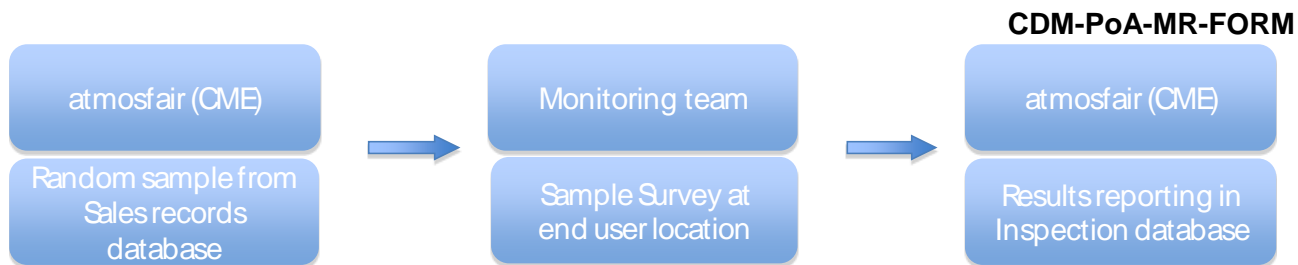 CDM-PoA-MR-FORM
atmosfair (CME)
Random sample from
Sales records
database
Monitoring team
Sample Survey at
end user location
atmosfair (CME)
Results reporting in
Inspection database